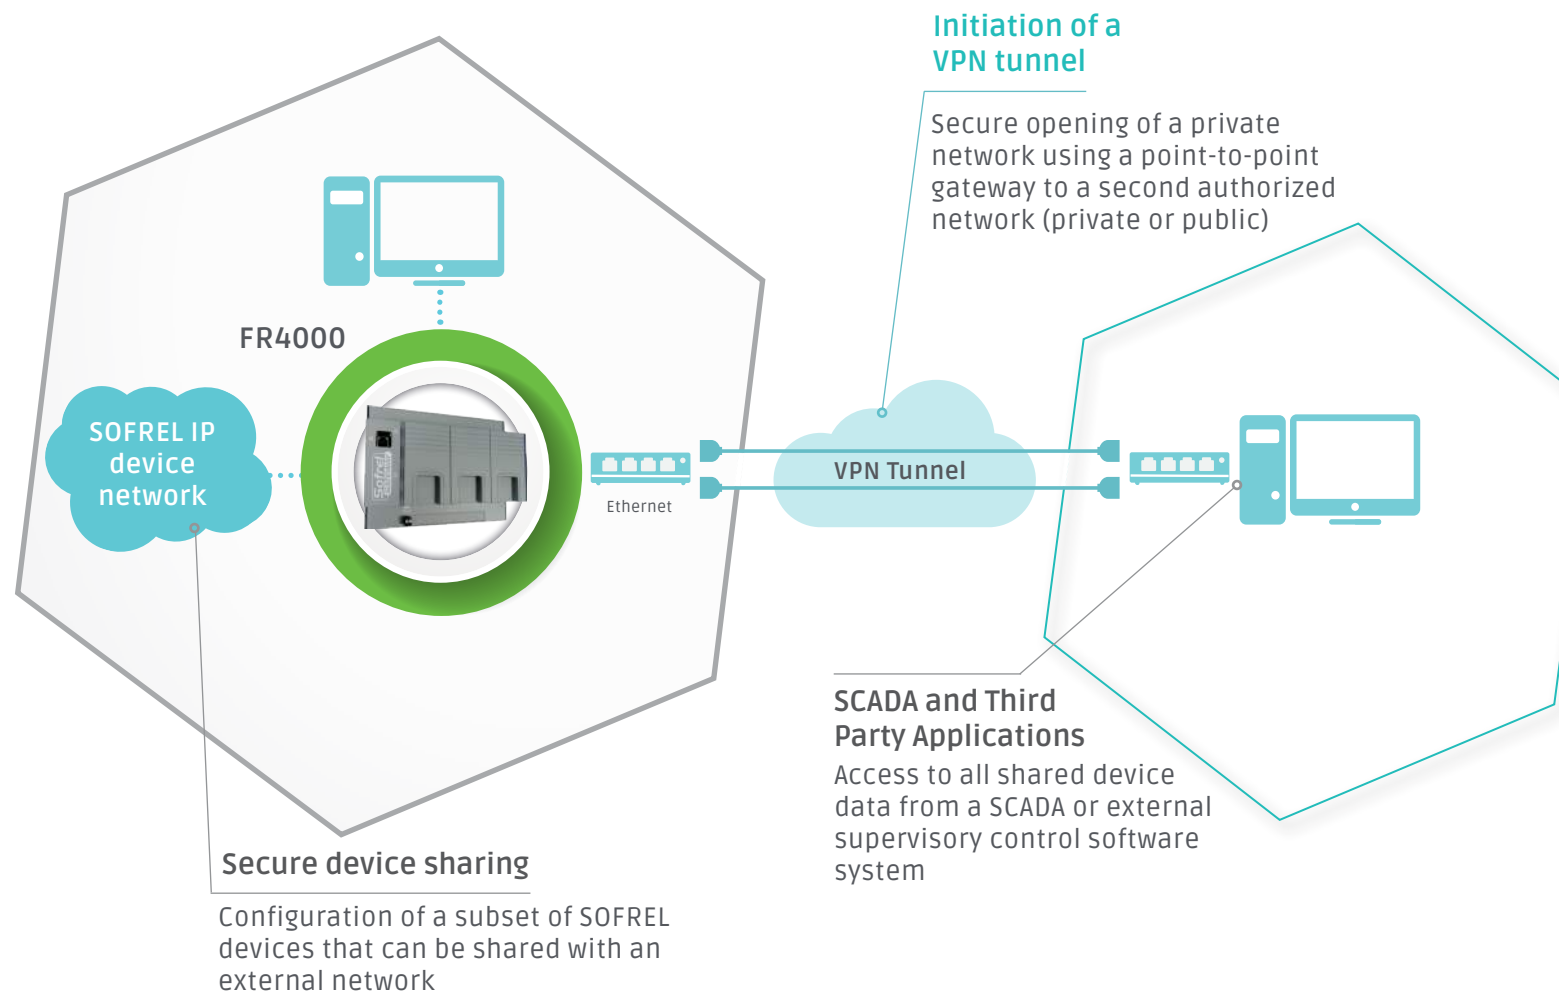 Initiation of a
VPN tunnel
Secure opening of a private
network using a point-to-point
gateway to a second authorized
network (private or public)
FR4000
SOFREL IP
device
network
Sofrel
Ethernet
VPN Tunnel
SCADA and Third
Party Applications
Access to all shared device
data from a SCADA or external
supervisory control software
system
Secure device sharing
Configuration of a subset of SOFREL
devices that can be shared with an
external network